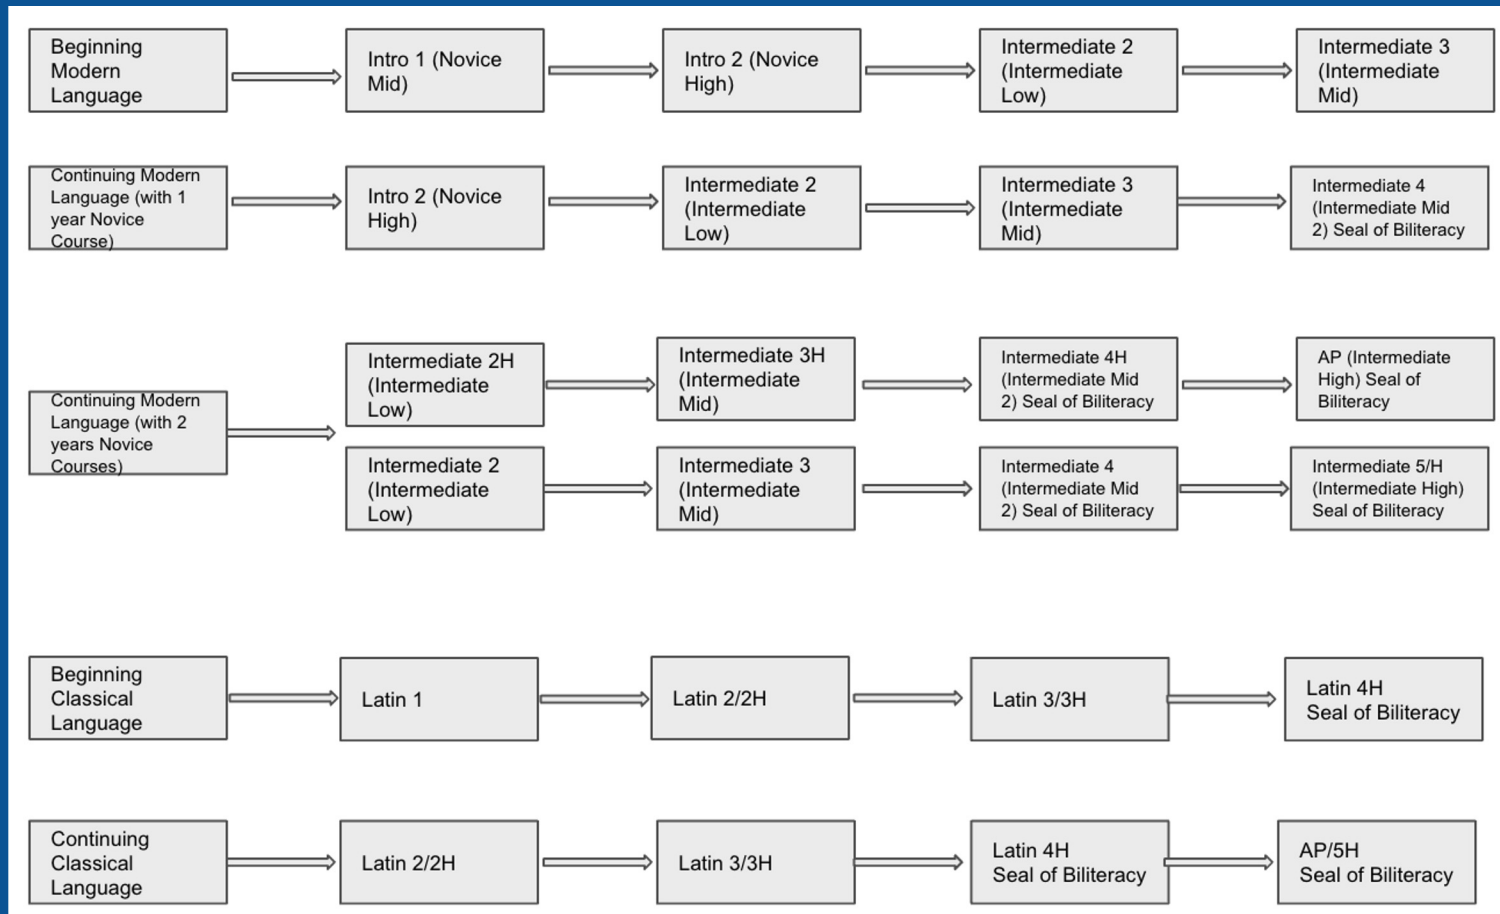 Beginning
Modern
Language
Intro 1 (Novice
Mid)
Intro 2 (Novice
High)
Intermediate 2
(Intermediate
Low)
Intermediate 3
(Intermediate
Mid)
Continuing Modern
Language (with 1
year Novice
Course)
Intro 2 (Novice
High)
Intermediate 2
(Intermediate
Low)
Intermediate 3
(Intermediate
Mid)
Intermediate 4
(Intermediate Mid
2) Seal of Biliteracy
Continuing Modern
Language (with 2
years Novice
Courses)
Intermediate 2H
(Intermediate
Low)
Intermediate 3H
(Intermediate
Mid)
Intermediate 4H
(Intermediate Mid
2) Seal of Biliteracy
AP (Intermediate
High) Seal of
Biliteracy
Intermediate 2
(Intermediate
Low)
Intermediate 3
(Intermediate
Mid)
Intermediate 4
(Intermediate Mid
2) Seal of Biliteracy
Intermediate 5/H
(Intermediate High)
Seal of Biliteracy
Beginning
Classical
Language
Latin 1
Latin 2/2H
Latin 3/3H
Latin 4H
Seal of Biliteracy
Continuing
Classical
Language
Latin 2/2H
Latin 3/3H
Latin 4H
Seal of Biliteracy
AP/5H
Seal of Biliteracy